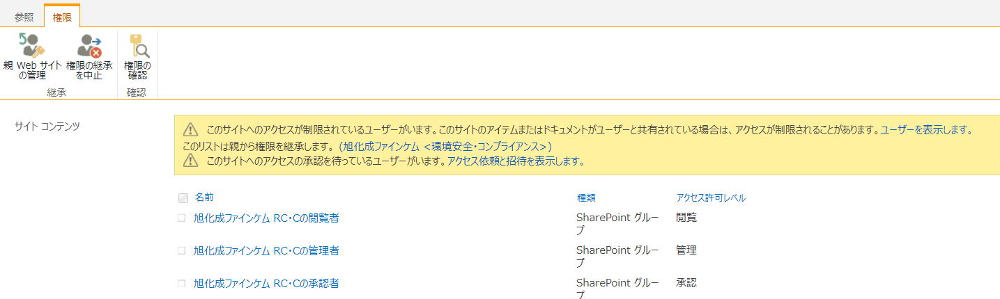 参照 権限
親 Web サイト
の管理
権限の継承
を中止
権限の
確認
継承 確認
サイト コンテンツ
このサイトへのアクセスが制限されているユーザーがいます。このサイトのアイテムまたはドキュメントがユーザーと共有されている場合は、アクセスが制限されることがあります。ユーザーを表示します。
このリストは親から権限を継承します。 (旭化成ファインケム <環境安全・コンプライアンス>)
このサイトへのアクセスの承認を待っているユーザーがいます。アクセス依頼と招待を表示します。
名前 種類 アクセス許可レベル
旭化成ファインケム RC・Cの閲覧者 SharePoint グルー 閲覧
プ
旭化成ファインケム RC・Cの管理者 SharePoint グルー 管理
プ
旭化成ファインケム RC・Cの承認者 SharePoint グルー 承認
プ